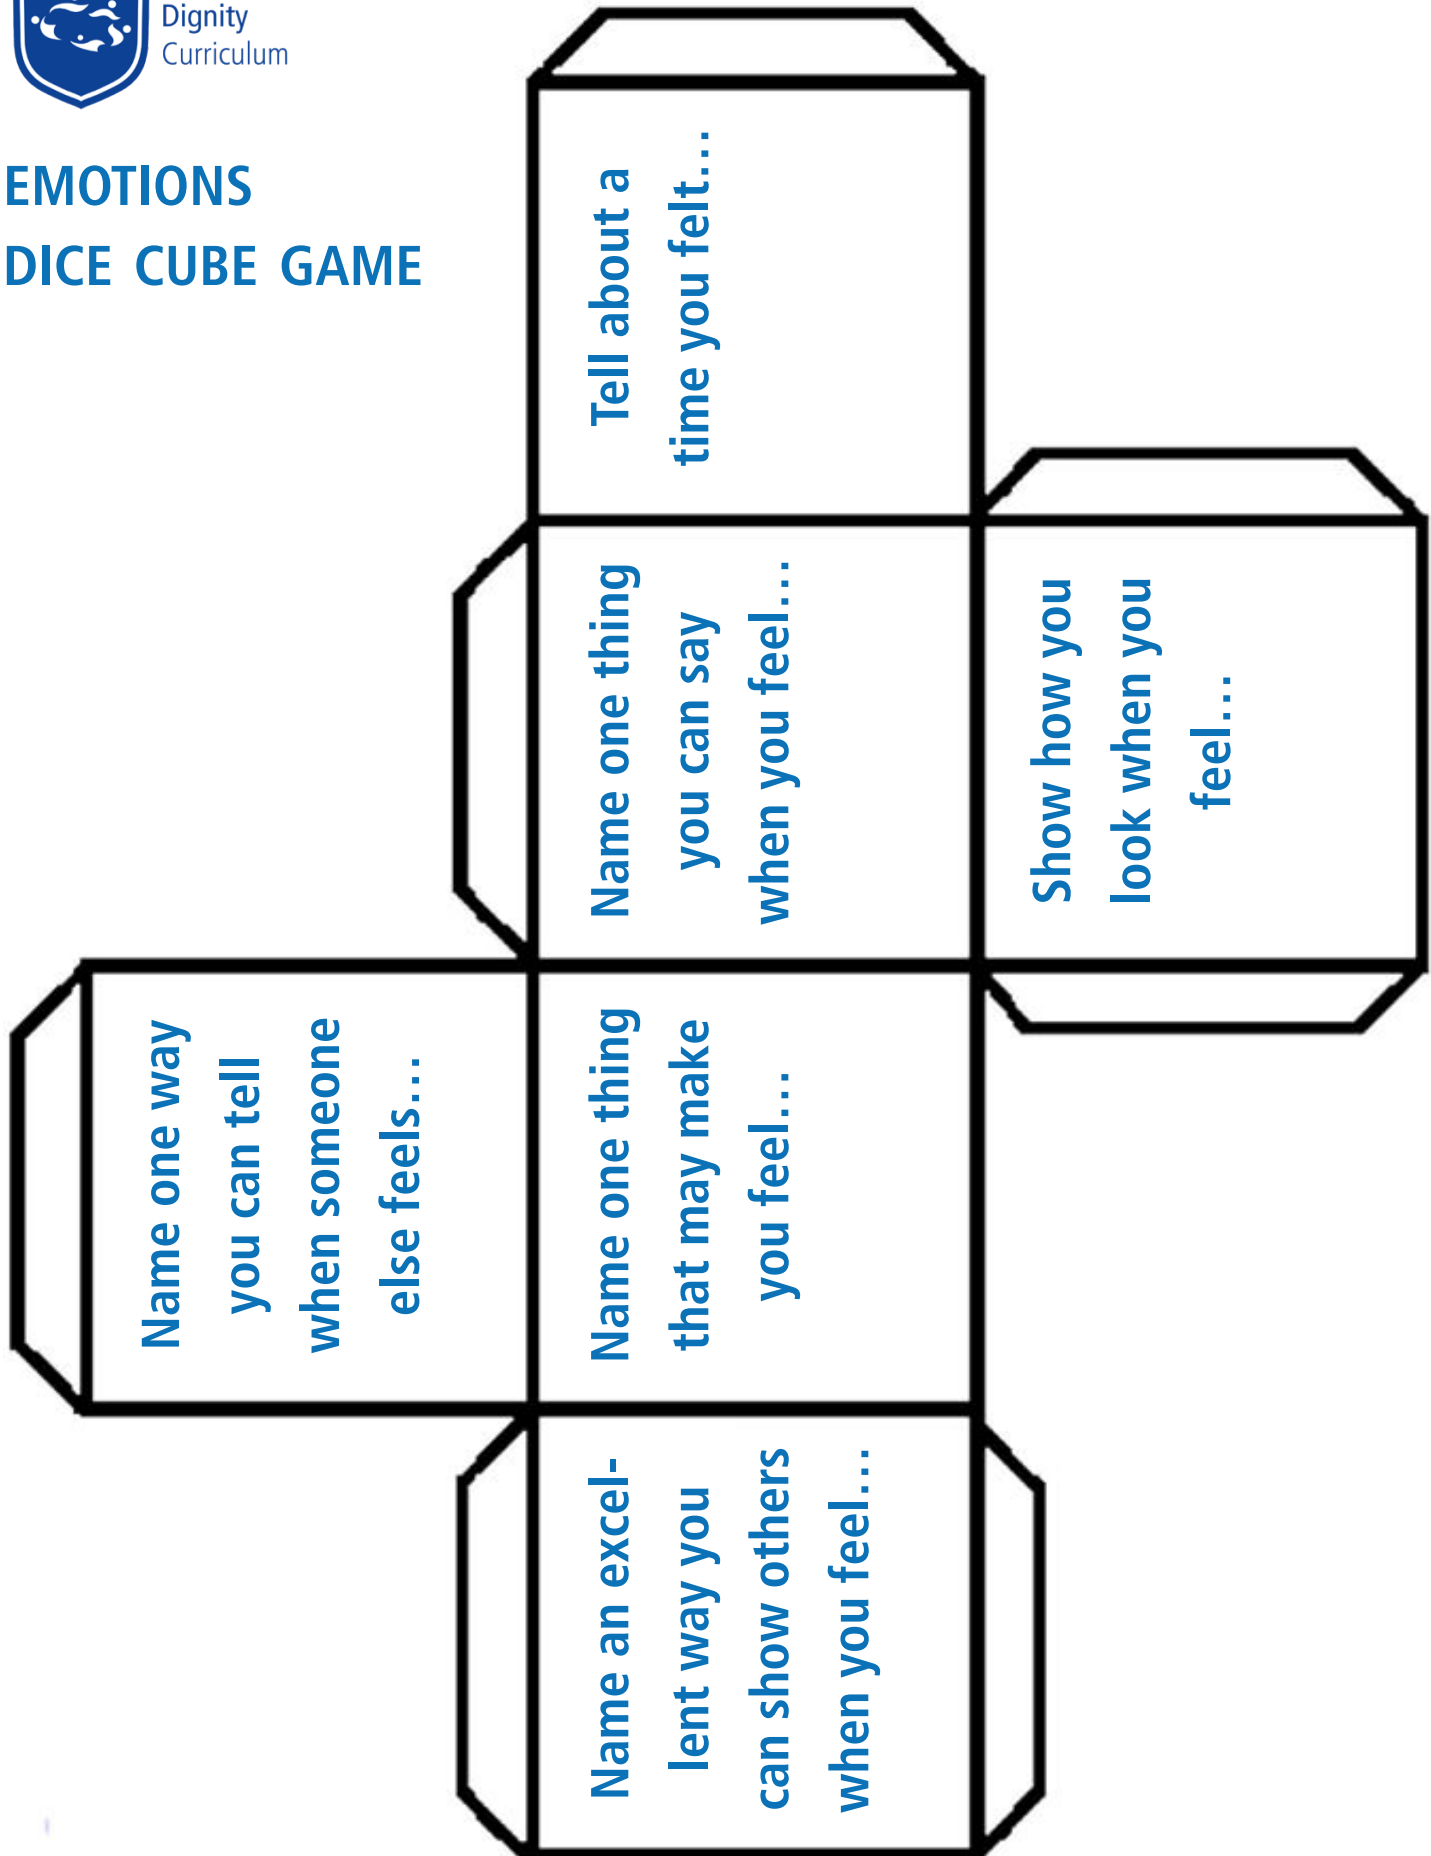 Dignity
Curriculum
EMOTIONS
DICE CUBE GAME
Tell about a
time you felt...
Name one thing
you can say
when you feel...
Show how you
look when you
feel...
Name one way
you can tell
when someone
else feels...
Name one thing
that may make
you feel...
Name an excel-
lent way you
can show others
when you feel...